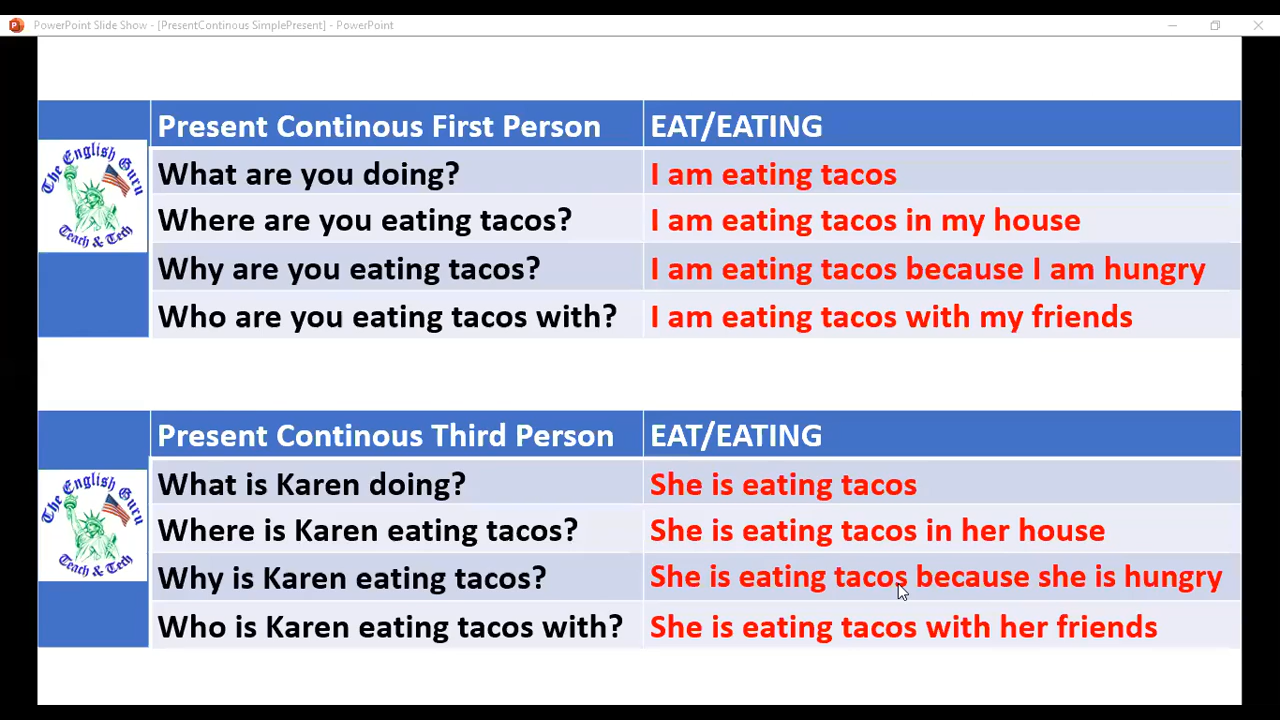 PowerPoint Slide Show - [PresentContinous SimplePresent] - PowerPoint
Present Continous First Person EAT/EATING
What are you doing? I am eating tacos
Where are you eating tacos? I am eating tacos in my house
Why are you eating tacos? I am eating tacos because I am hungry
Who are you eating tacos with? I am eating tacos with my friends
The English Guru
Teach & Tech
Present Continous Third Person EAT/EATING
What is Karen doing? She is eating tacos
Where is Karen eating tacos? She is eating tacos in her house
Why is Karen eating tacos? She is eating tacos because she is hungry
Who is Karen eating tacos with? She is eating tacos with her friends
The English Guru
Teach & Tech